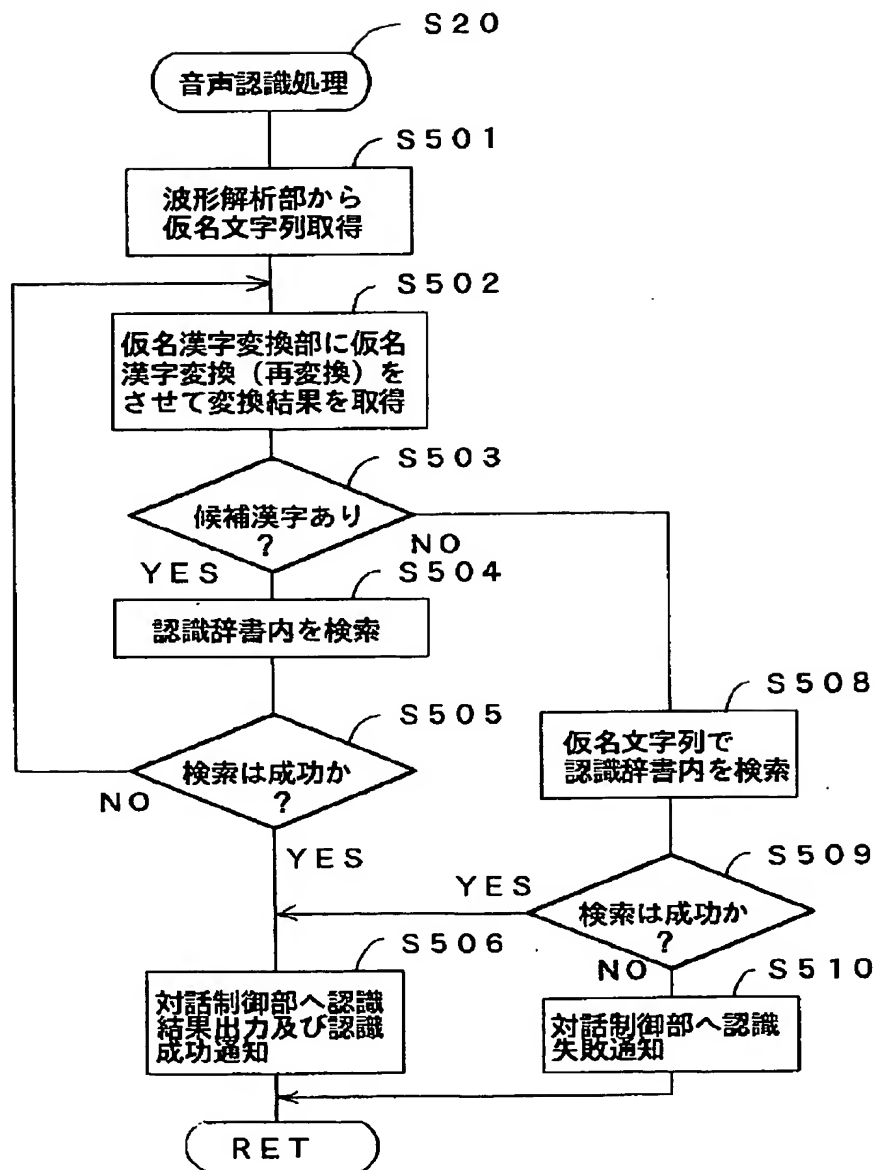 S20
音声認識処理
S501
波形解析部から
仮名文字列取得
S502
仮名漢字変換部に仮名
漢字変換（再変換）を
させて変換結果を取得
S503
候補漢字あり
?
YES
NO
S504
認識辞書内を検索
S505
検索は成功か
?
NO
YES
S508
仮名文字列で
認識辞書内を検索
S509
検索は成功か
?
YES
NO
S506
対話制御部へ認識
結果出力及び認識
成功通知
S510
対話制御部へ認識
失敗通知
RET